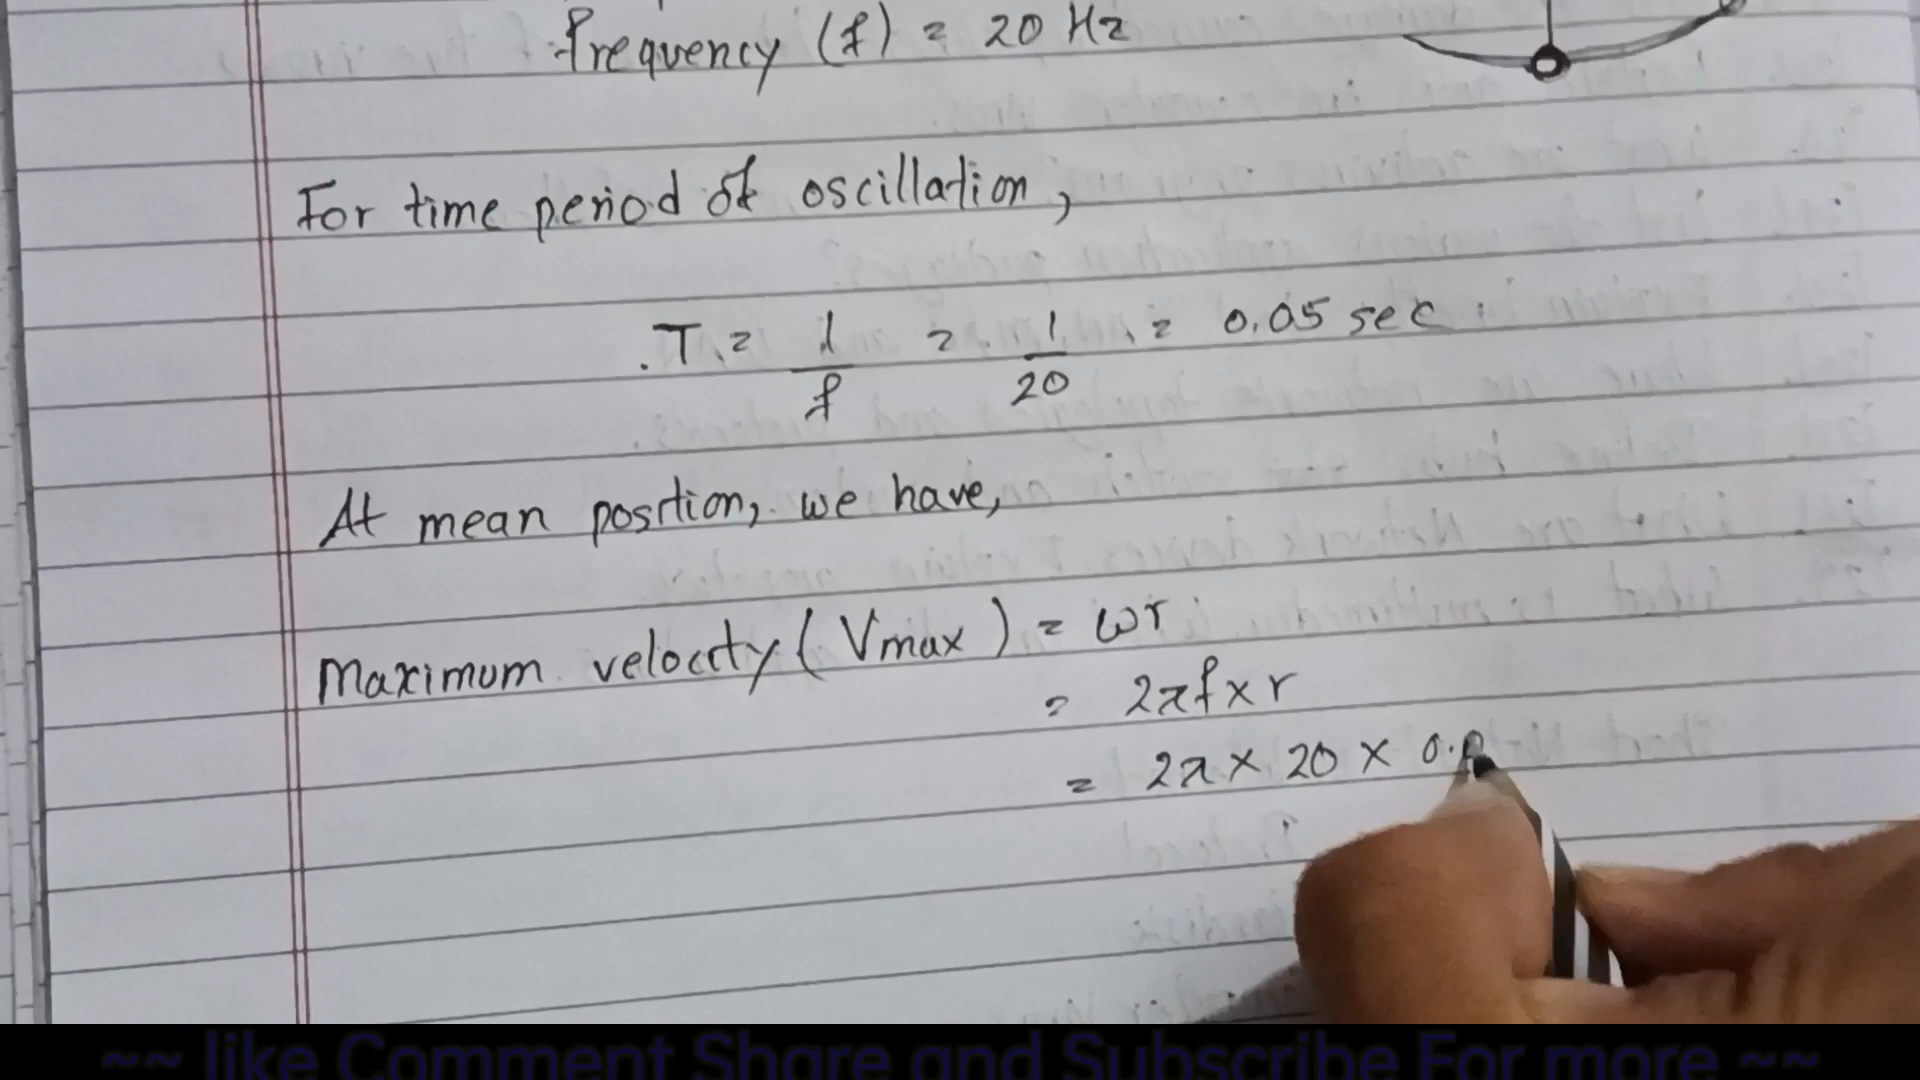 frequency (f) = 20 Hz
For time period of oscillation,
T = 1/f = 1/20 = 0.05 sec
At mean position, we have,
Maximum velocity (Vmax) = ωr
= 2πf x r
= 2π x 20 x 0.
~~ like Comment Share and Subscribe For more ~~